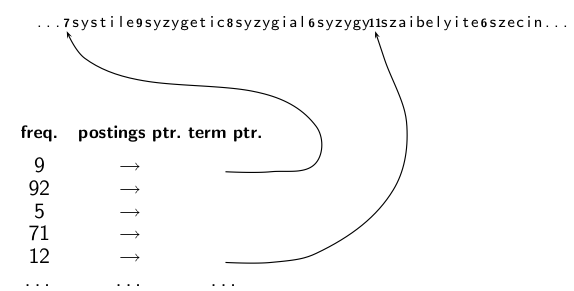 ...7systile9syzygetic8syzygial6syzygy11szaibelyite6szecin...
freq. postings ptr. term ptr.
9 →
92 →
5 →
71 →
12 →
... ... ...